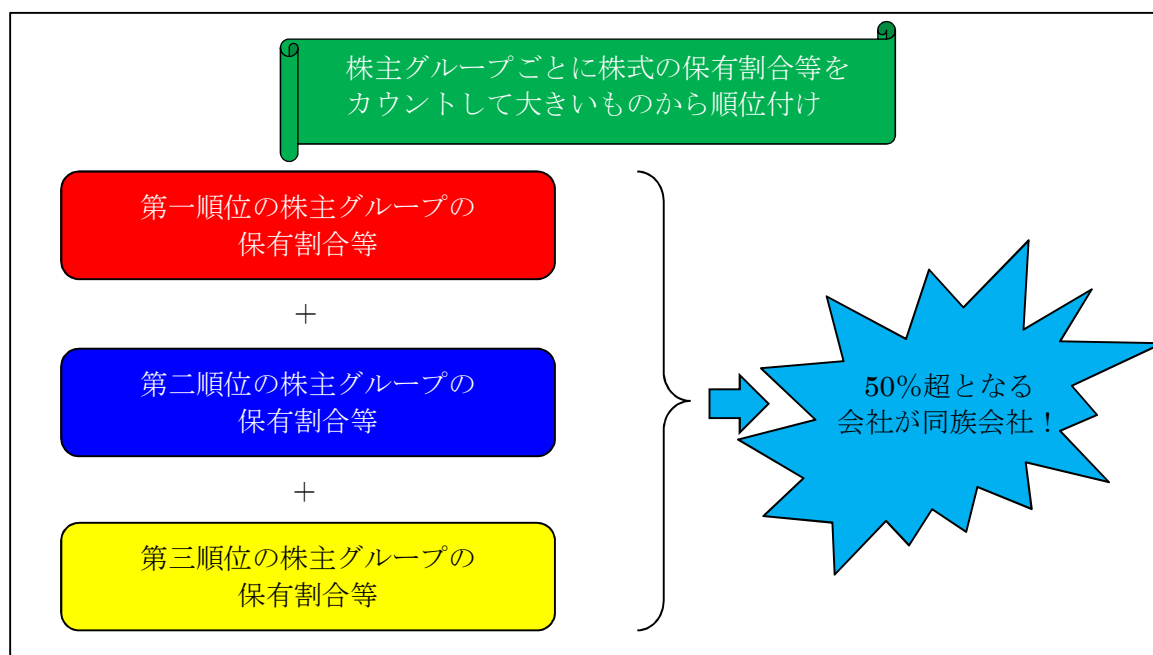 株主グループごとに株式の保有割合等を
カウントして大きいものから順位付け
第一順位の株主グループの
保有割合等
＋
第二順位の株主グループの
保有割合等
＋
第三順位の株主グループの
保有割合等
50％超となる
会社が同族会社！